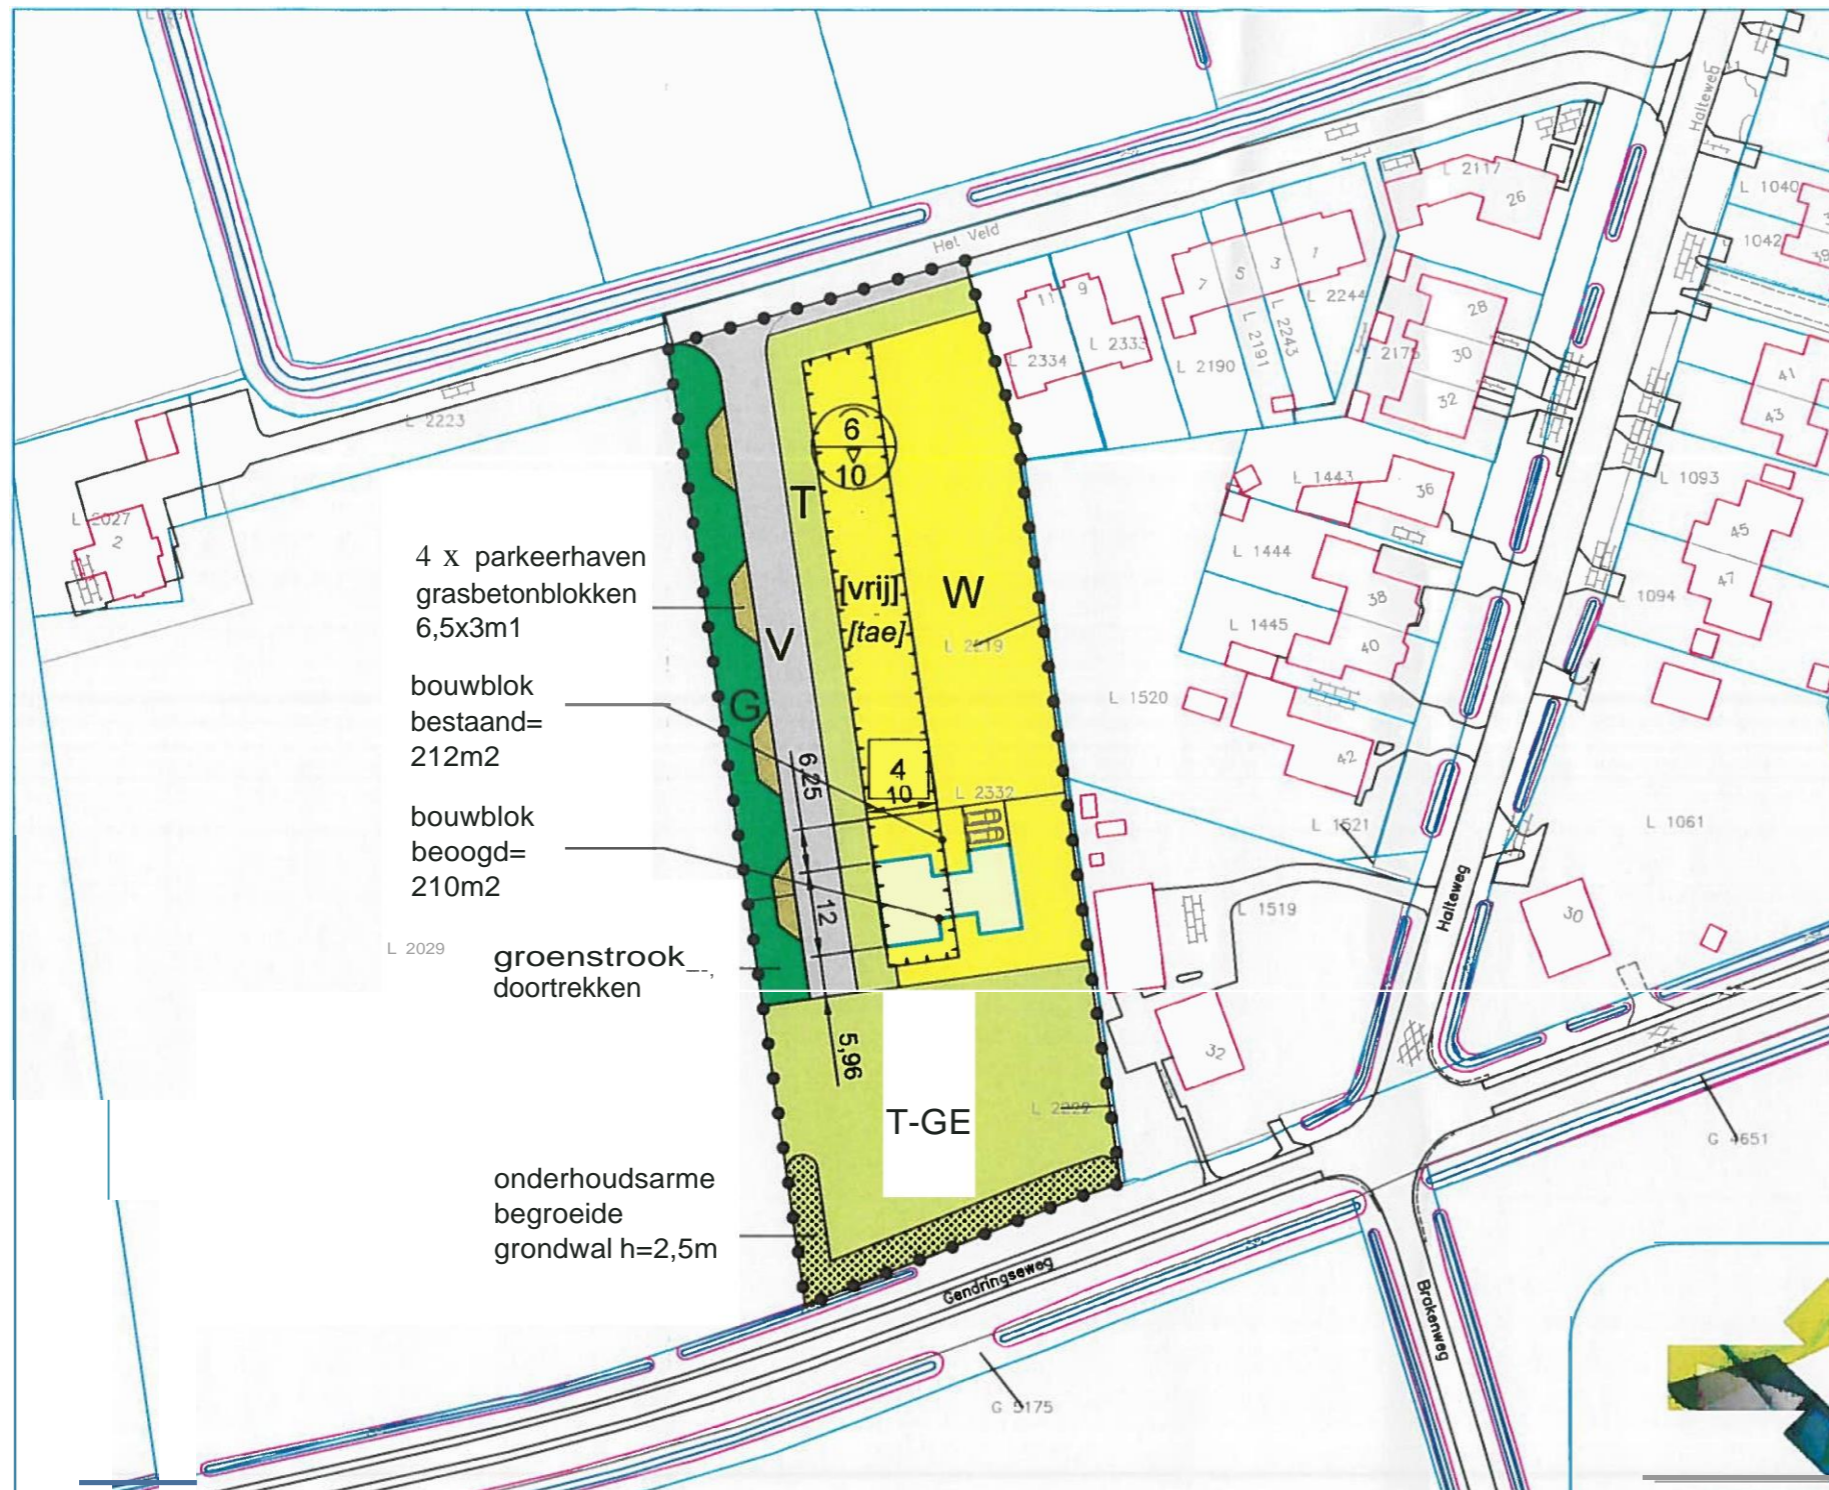 Halteweg
L 2117
26
L 1040
L 1042
39
Het Veld
7
5
3
1
L 2244
28
11
9
L 2334
L 2333
L 2190
L 2191
L 2243
L 2175
30
32
41
43
L 2223
6
10
T
L 1443
36
L 1093
45
47
L 2027
2
4 x parkeerhaven
grasbetonblokken
6,5x3m1
[vrij]
[tae]
W
V
G
L 2219
L 1444
38
L 1445
40
L 1094
bouwblok
bestaand=
212m2
L 1520
42
6,25
4
10
L 2332
L 1521
L 1061
bouwblok
beoogd=
210m2
12
L 1519
Halteweg
30
L 2029
groenstrook
doortrekken
5,96
32
T-GE
L 2222
G 4651
onderhoudsarme
begroeide
grondwal h=2,5m
Gendringseweg
Brakenweg
G 5175